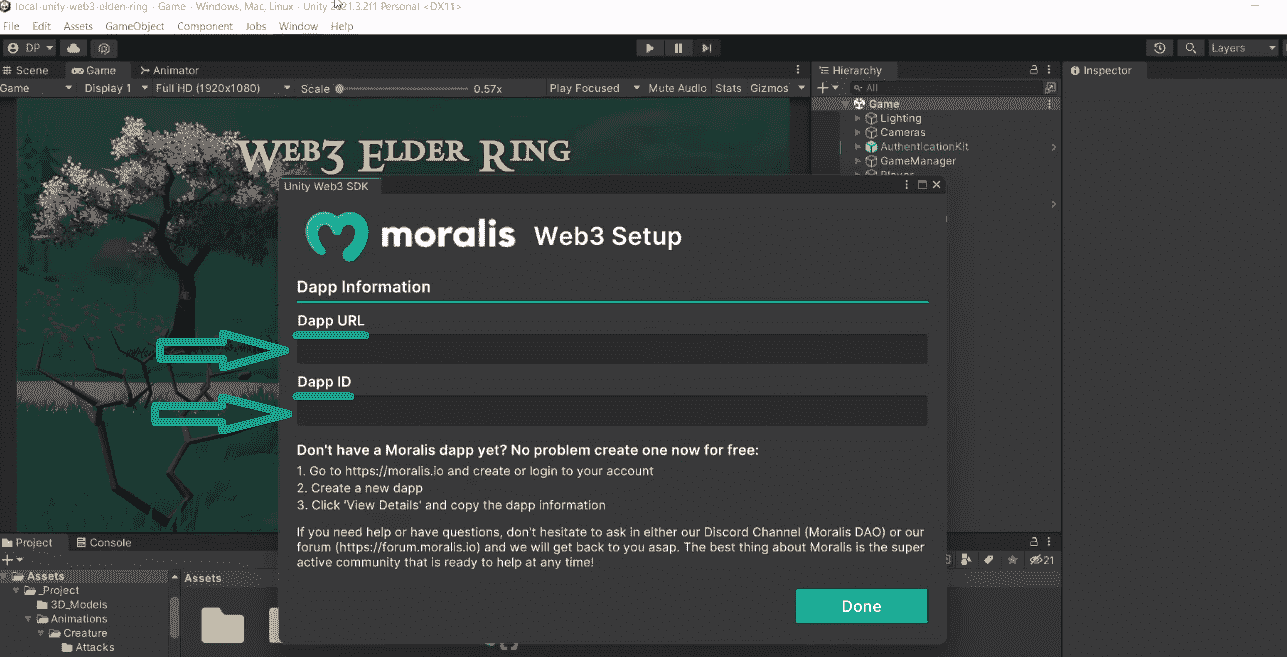 local-unity-web3-elden-ring - Game - Windows, Mac, Linux - Unity 2021.3.2f1 Personal <DX11>
File Edit Assets GameObject Component Jobs Window Help
DP
Layers
Scene Game Animator
Hierarchy
Inspector
Game Display 1 Full HD (1920x1080) Scale 0.57x Play Focused Mute Audio Stats Gizmos
All
Game
Lighting
Cameras
AuthenticationKit
GameManager
Player
Web3 Elder Ring
Unity Web3 SDK
moralis Web3 Setup
Dapp Information
Dapp URL
Dapp ID
Don't have a Moralis dapp yet? No problem create one now for free:
1. Go to https://moralis.io and create or login to your account
2. Create a new dapp
3. Click 'View Details' and copy the dapp information
If you need help or have questions, don't hesitate to ask in either our Discord Channel (Moralis DAO) or our
forum (https://forum.moralis.io) and we will get back to you asap. The best thing about Moralis is the super
active community that is ready to help at any time!
Done
Project Console
21
Assets
_Project
3D_Models
Animations
Creature
Attacks
Assets